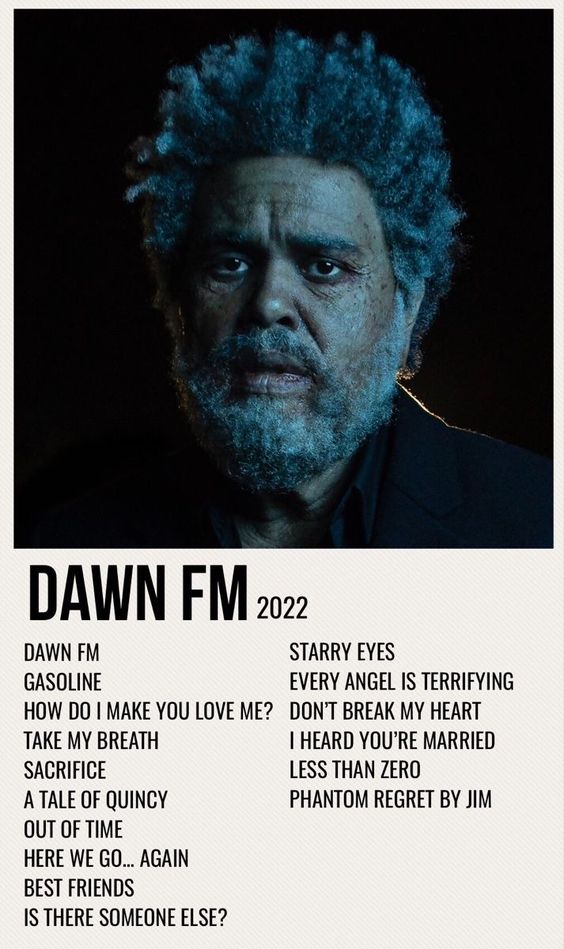 DAWN FM 2022
DAWN FM
GASOLINE
HOW DO I MAKE YOU LOVE ME?
TAKE MY BREATH
SACRIFICE
A TALE OF QUINCY
OUT OF TIME
HERE WE GO... AGAIN
BEST FRIENDS
IS THERE SOMEONE ELSE?
STARRY EYES
EVERY ANGEL IS TERRIFYING
DON'T BREAK MY HEART
I HEARD YOU'RE MARRIED
LESS THAN ZERO
PHANTOM REGRET BY JIM